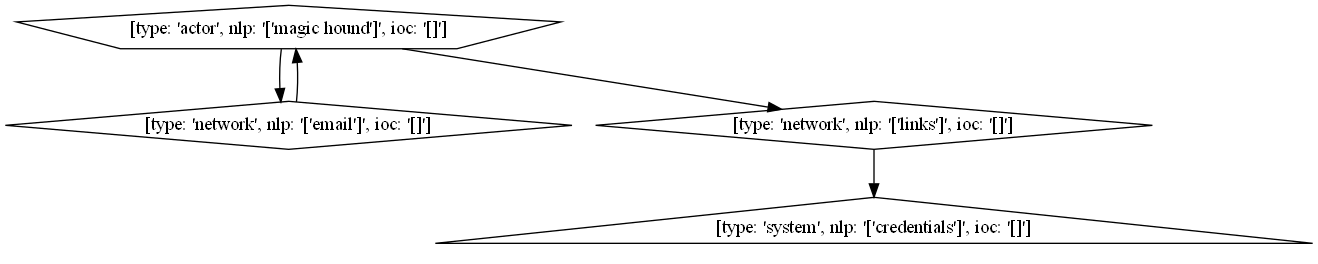 [type: 'actor', nlp: '['magic hound']', ioc: '[]']
[type: 'network', nlp: '['email']', ioc: '[]']
[type: 'network', nlp: '['links']', ioc: '[]']
[type: 'system', nlp: '['credentials']', ioc: '[]']